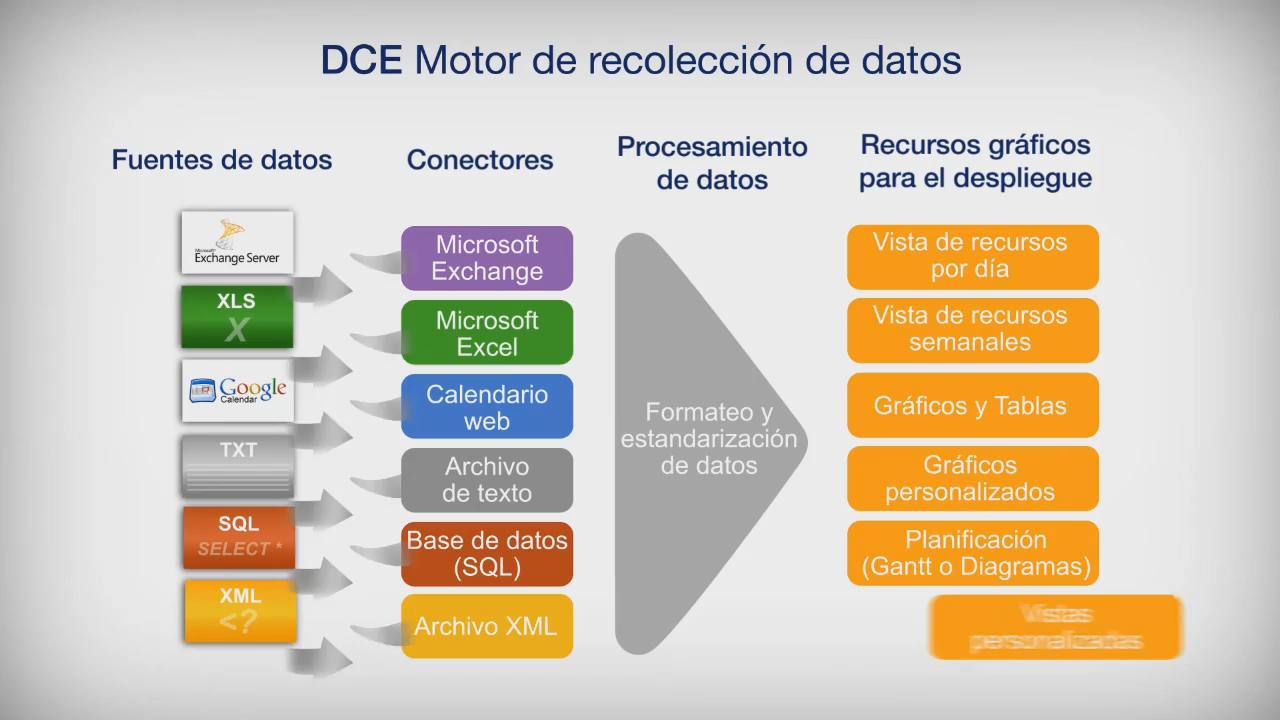 DCE Motor de recolección de datos
Fuentes de datos
Conectores
Procesamiento
de datos
Recursos gráficos
para el despliegue
Microsoft
Exchange Server
XLS
X
Google
Calendar
TXT
SQL
SELECT *
XML
<?
Microsoft
Exchange
Microsoft
Excel
Calendario
web
Archivo
de texto
Base de datos
(SQL)
Archivo XML
Formateo y
estandarización
de datos
Vista de recursos
por día
Vista de recursos
semanales
Gráficos y Tablas
Gráficos
personalizados
Planificación
(Gantt o Diagramas)
Vistas
personalizadas